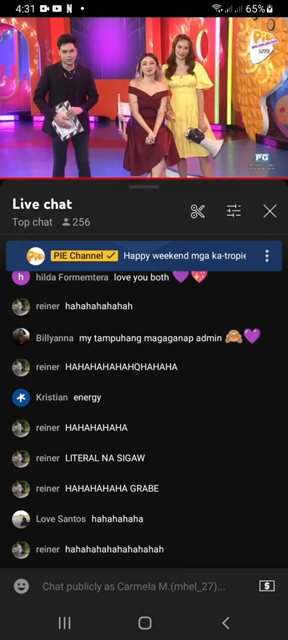 4:31
65%
Pie
PG
Live chat
Top chat 256
Pie PIE Channel Happy weekend mga ka-tropie
h hilda Formemtera love you both
reiner hahahahahah
Billyanna my tampuhang magaganap admin
reiner HAHAHAHAHAHQHAHAHA
Kristian energy
reiner HAHAHAHAHA
reiner LITERAL NA SIGAW
reiner HAHAHAHAHA GRABE
Love Santos hahahahaha
reiner hahahahahahahahahah
Chat publicly as Carmela M.(mhel_27)...